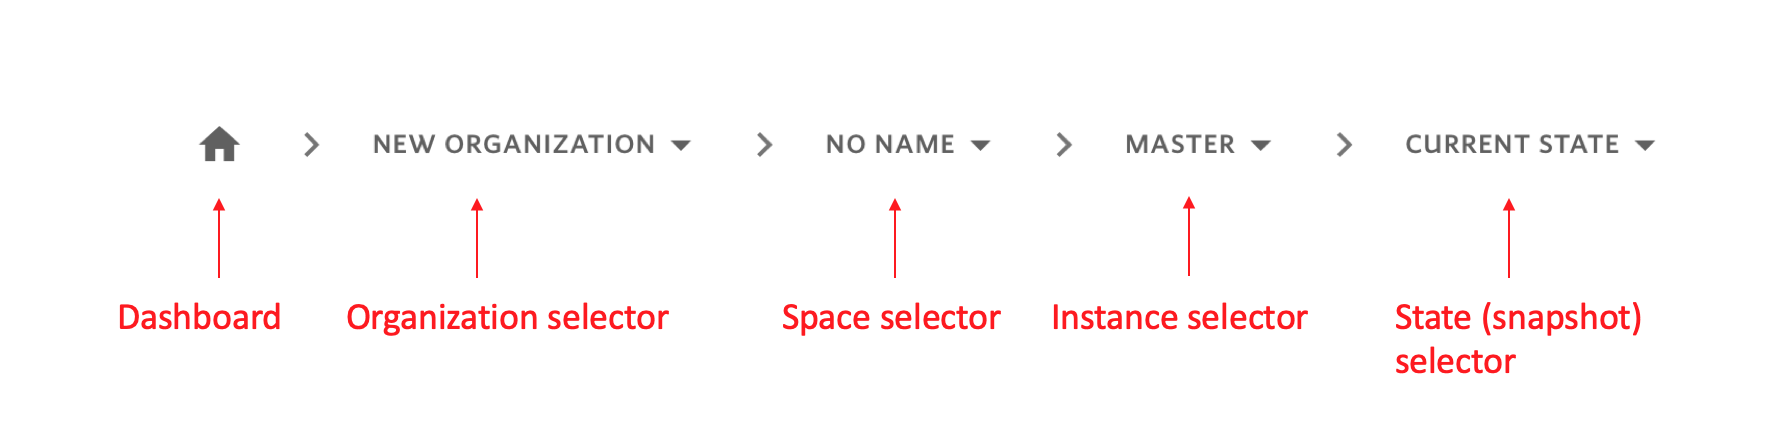 NEW ORGANIZATION NO NAME MASTER CURRENT STATE
Dashboard Organization selector Space selector Instance selector State (snapshot)
selector